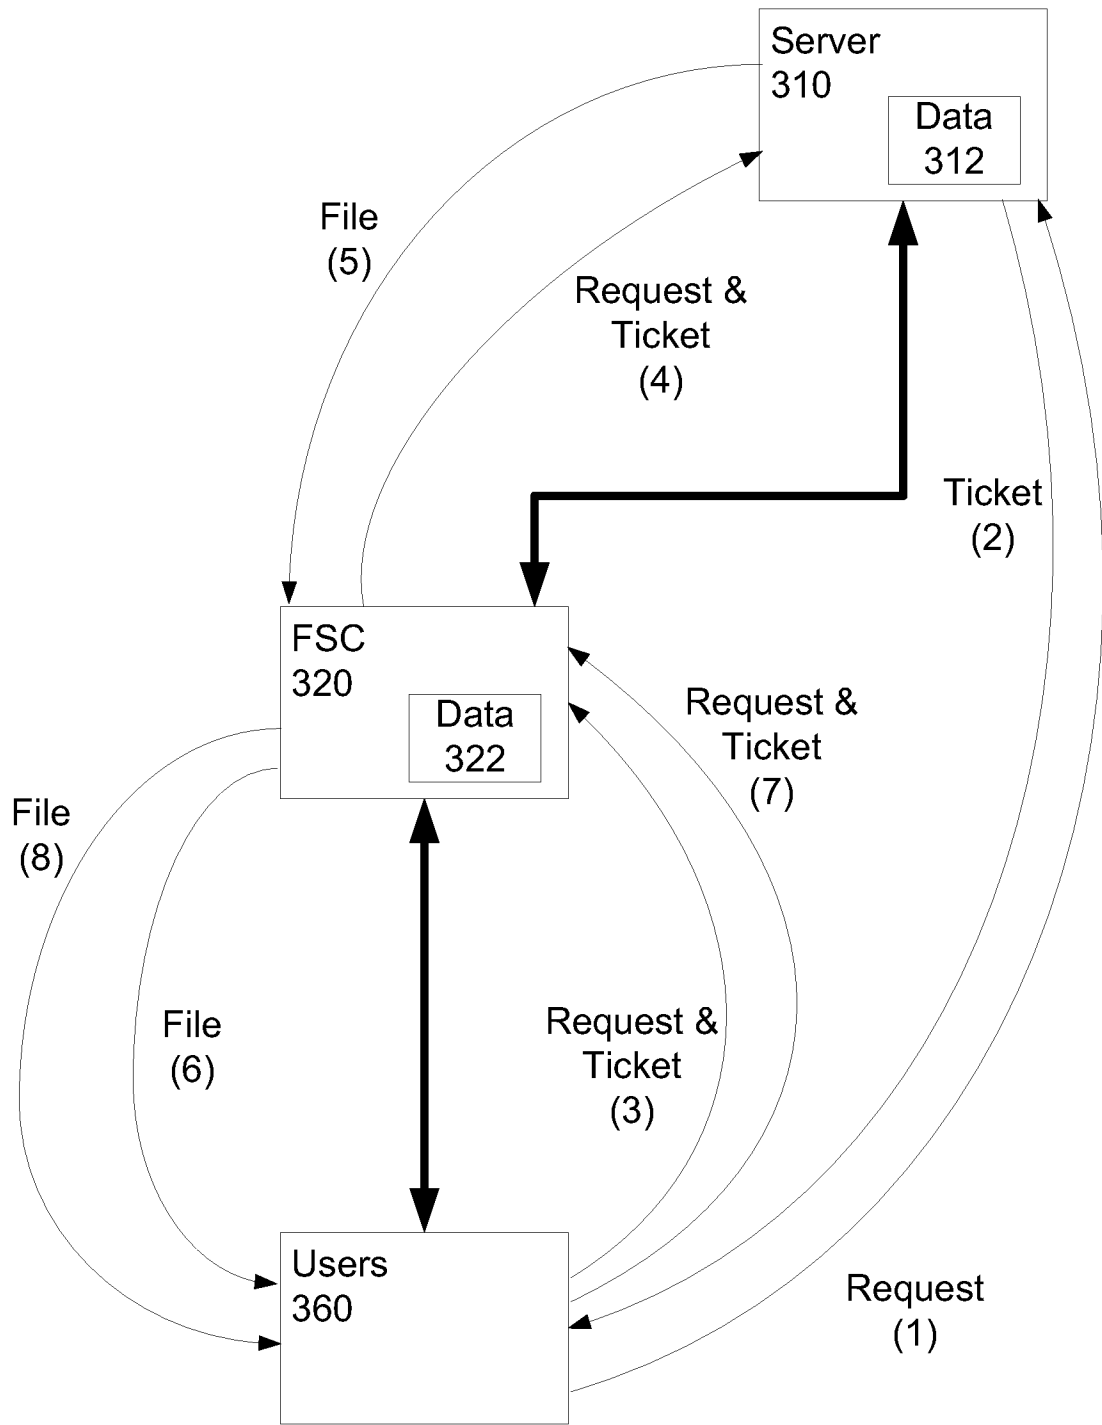 Server
310
Data
312
File
(5)
Request &
Ticket
(4)
Ticket
(2)
FSC
320
Data
322
Request &
Ticket
(7)
File
(8)
File
(6)
Request &
Ticket
(3)
Users
360
Request
(1)